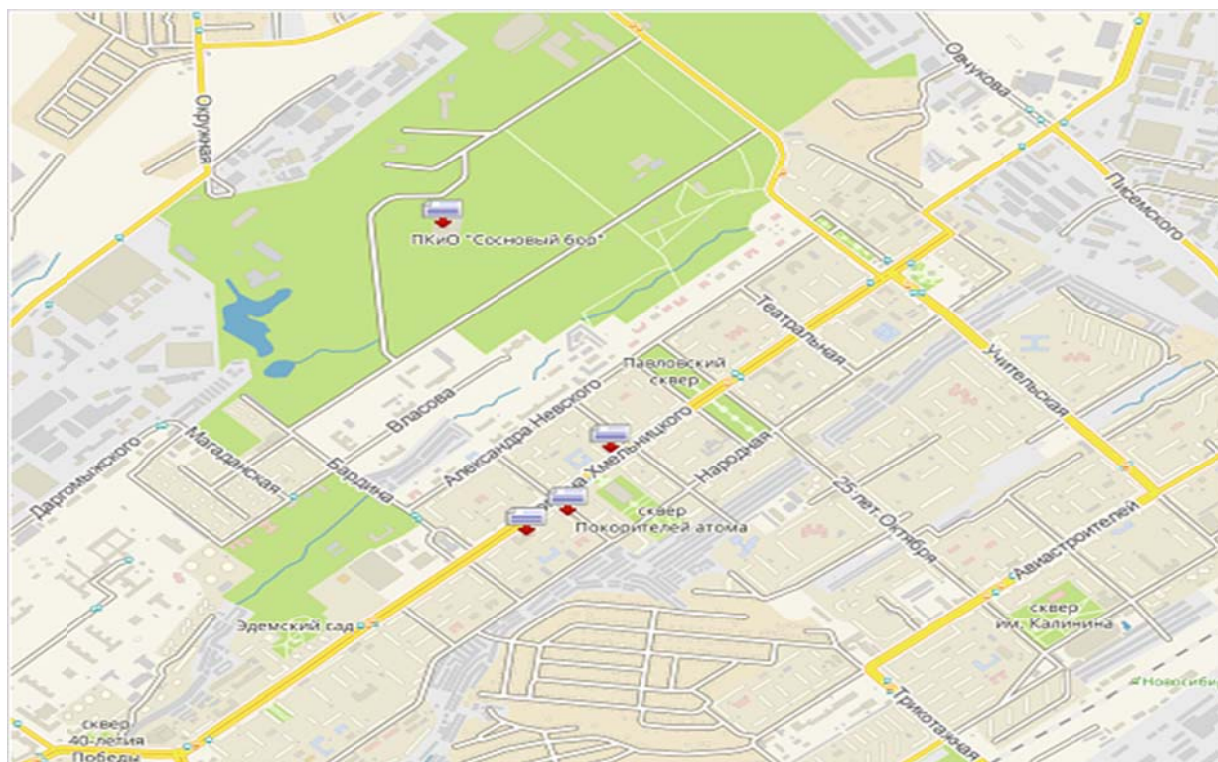 Овчукова
Окружная
Писемского
ПКиО "Сосновый бор"
Театральная
Учительская
Павловский
сквер
Власова
Александра Невского
Хмельницкого
Народная
Магаданская
Бардина
Даргомыжского
25 лет Октября
сквер
Покорителей атома
Авиастроителей
сквер
им. Калинина
Эдемский сад
Трикотажная
сквер
40-летия
Победы